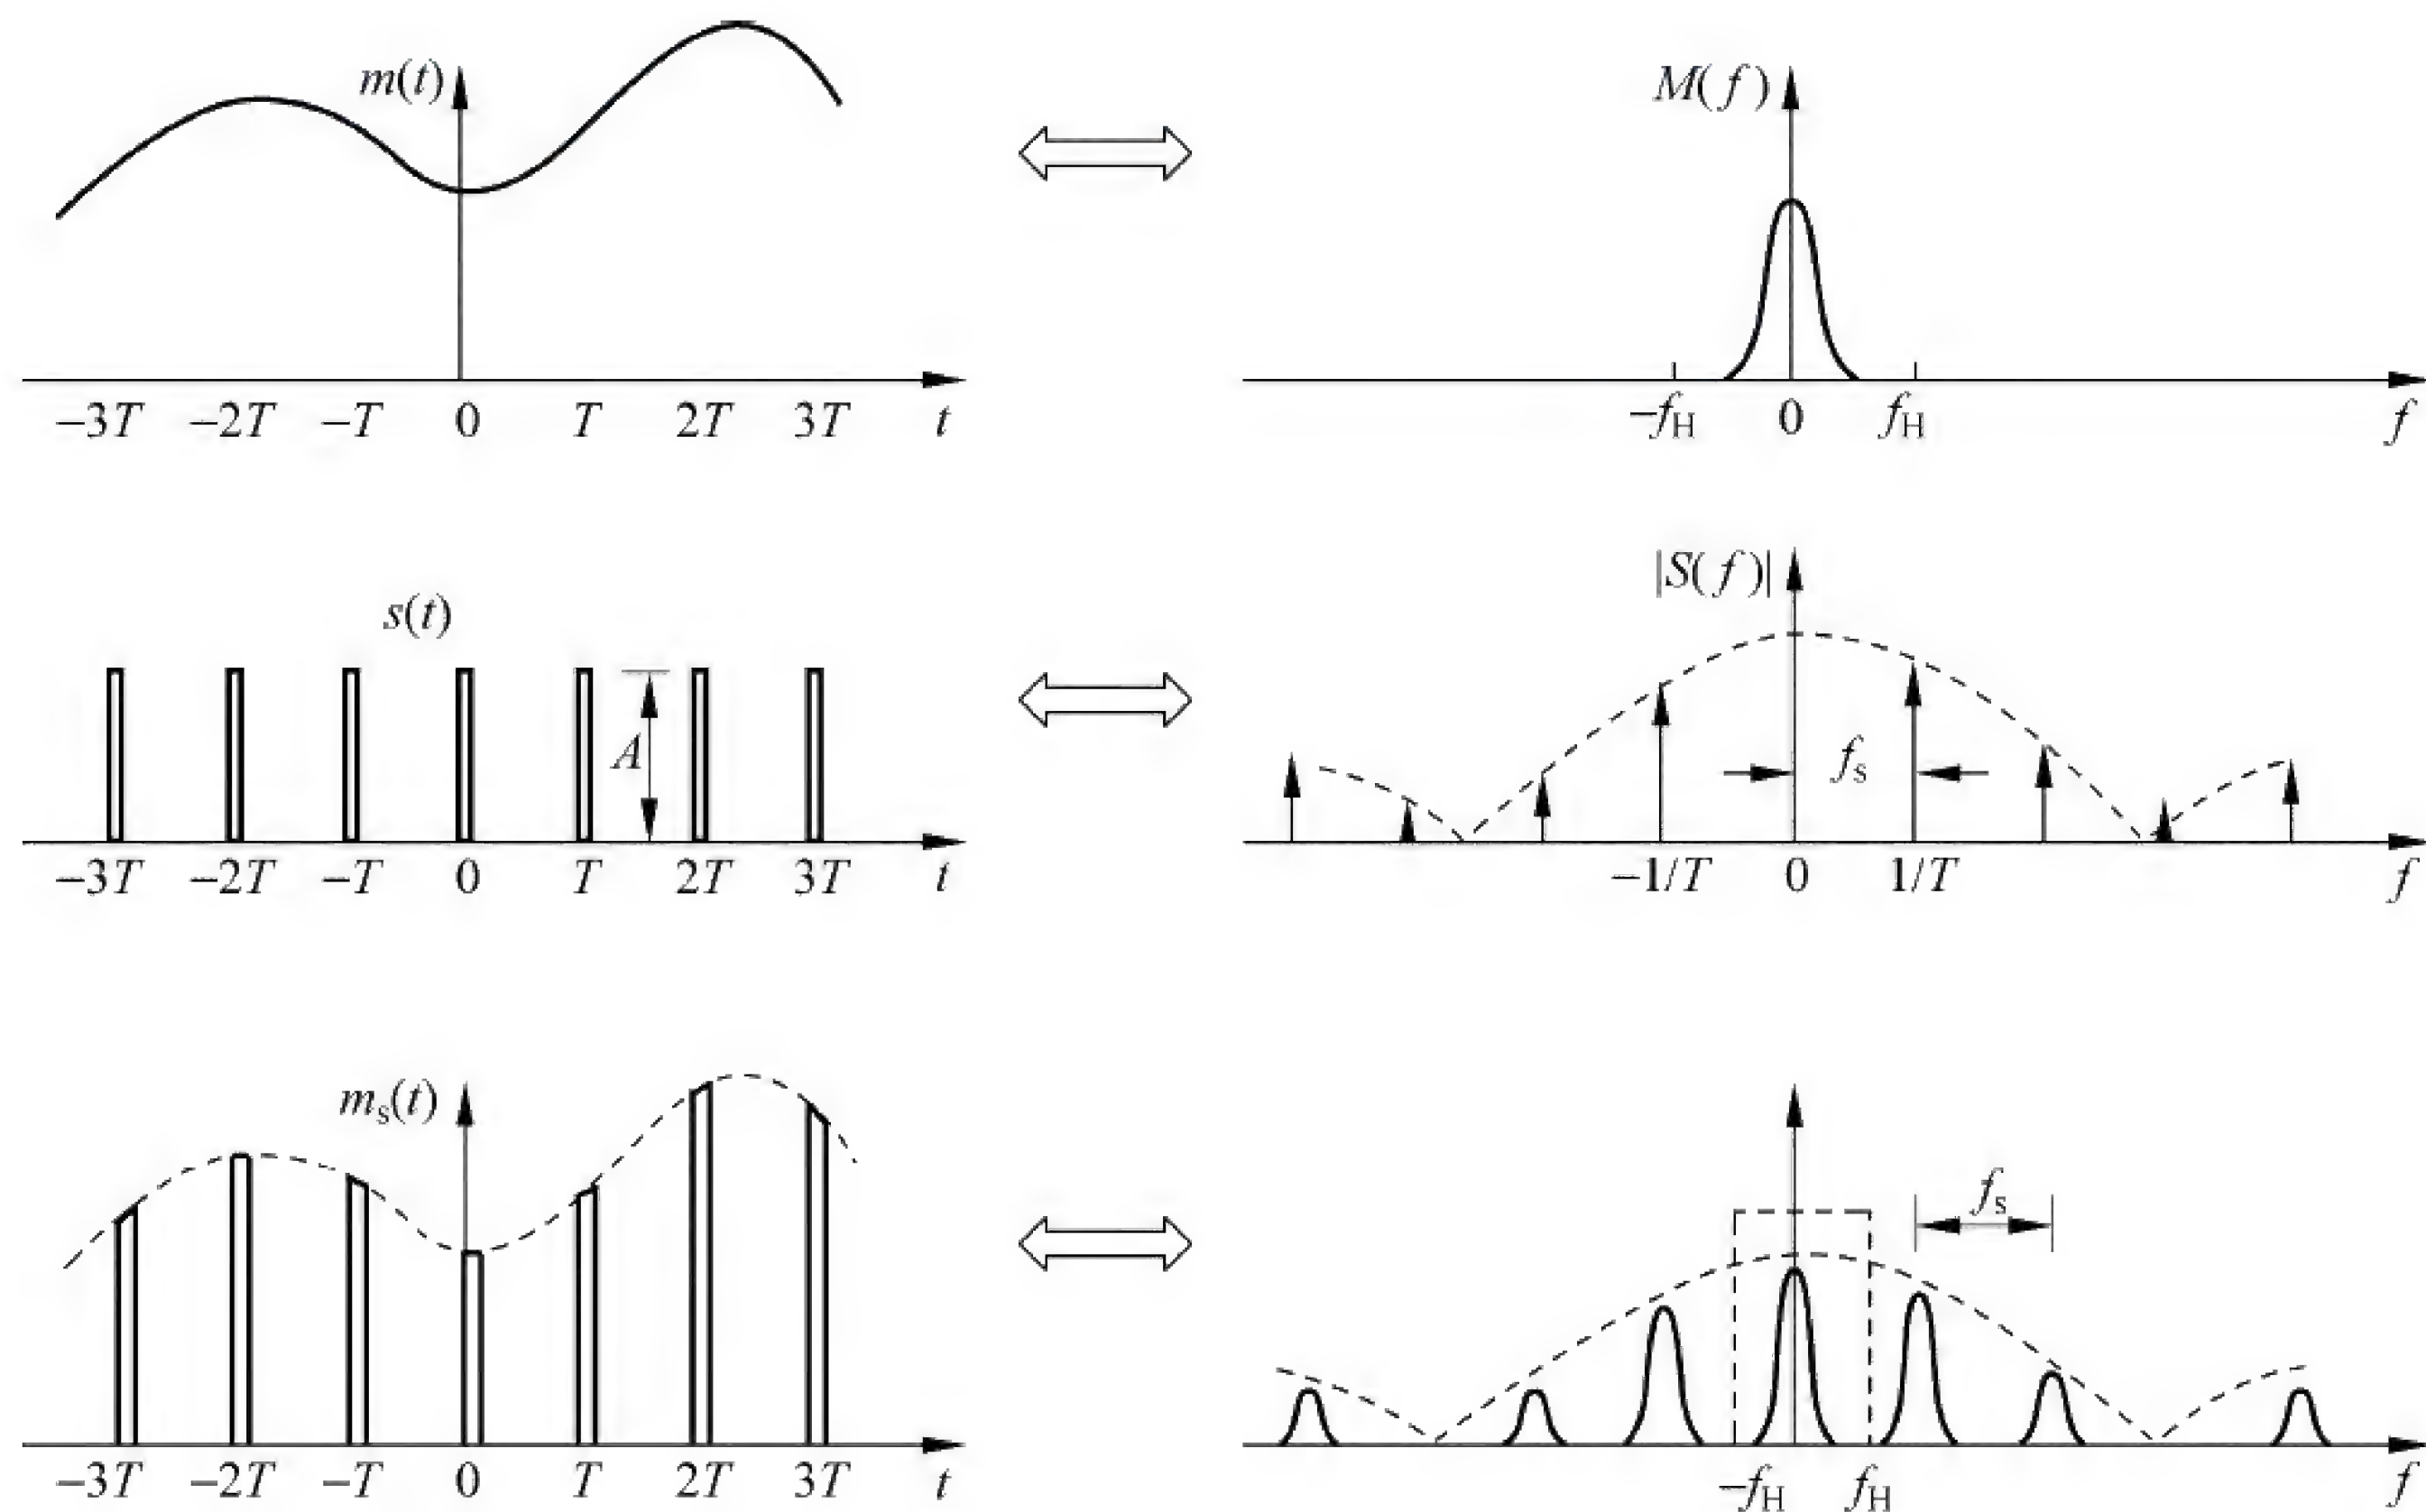 m(t)
−3T −2T −T 0 T 2T 3T t
M(f)
−fH 0 fH f
s(t)
A
−3T −2T −T 0 T 2T 3T t
|S(f)|
fs
−1/T 0 1/T f
ms(t)
−3T −2T −T 0 T 2T 3T t
fs
−fH fH f